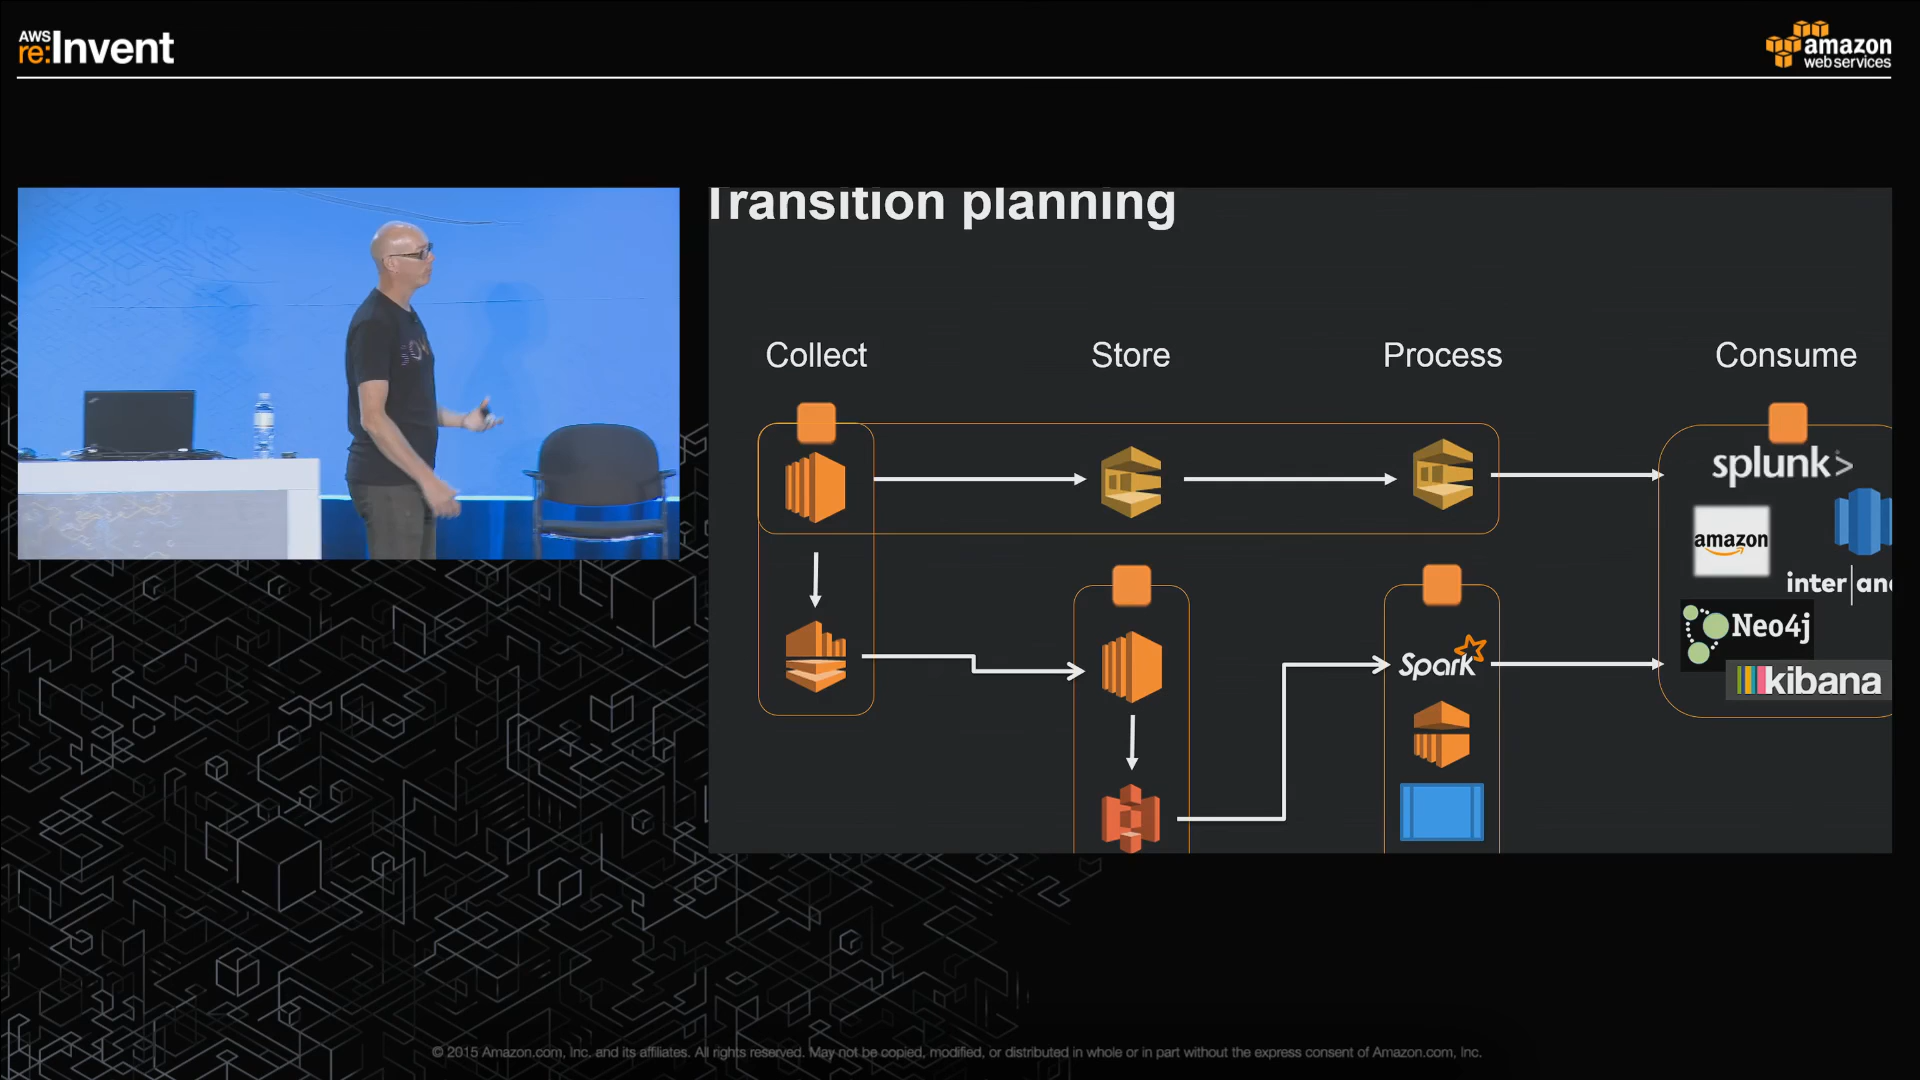 AWS
re:Invent
amazon
web services
Transition planning
Collect
Store
Process
Consume
splunk>
amazon
inter|ana
Neo4j
Spark
kibana
© 2015 Amazon.com, Inc. and its affiliates. All rights reserved. May not be copied, modified, or distributed in whole or in part without the express consent of Amazon.com, Inc.